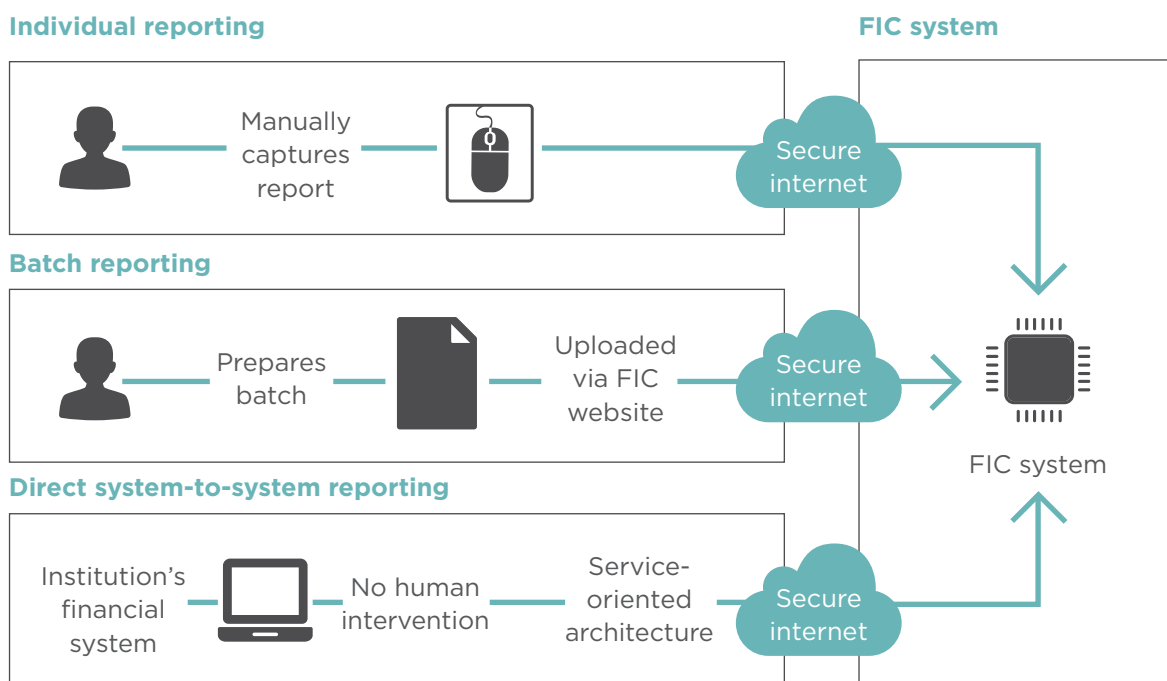 Individual reporting
FIC system
Manually
captures
report
Secure
internet
Batch reporting
Prepares
batch
Uploaded
via FIC
website
Secure
internet
FIC system
Direct system-to-system reporting
Institution’s
financial
system
No human
intervention
Service-
oriented
architecture
Secure
internet